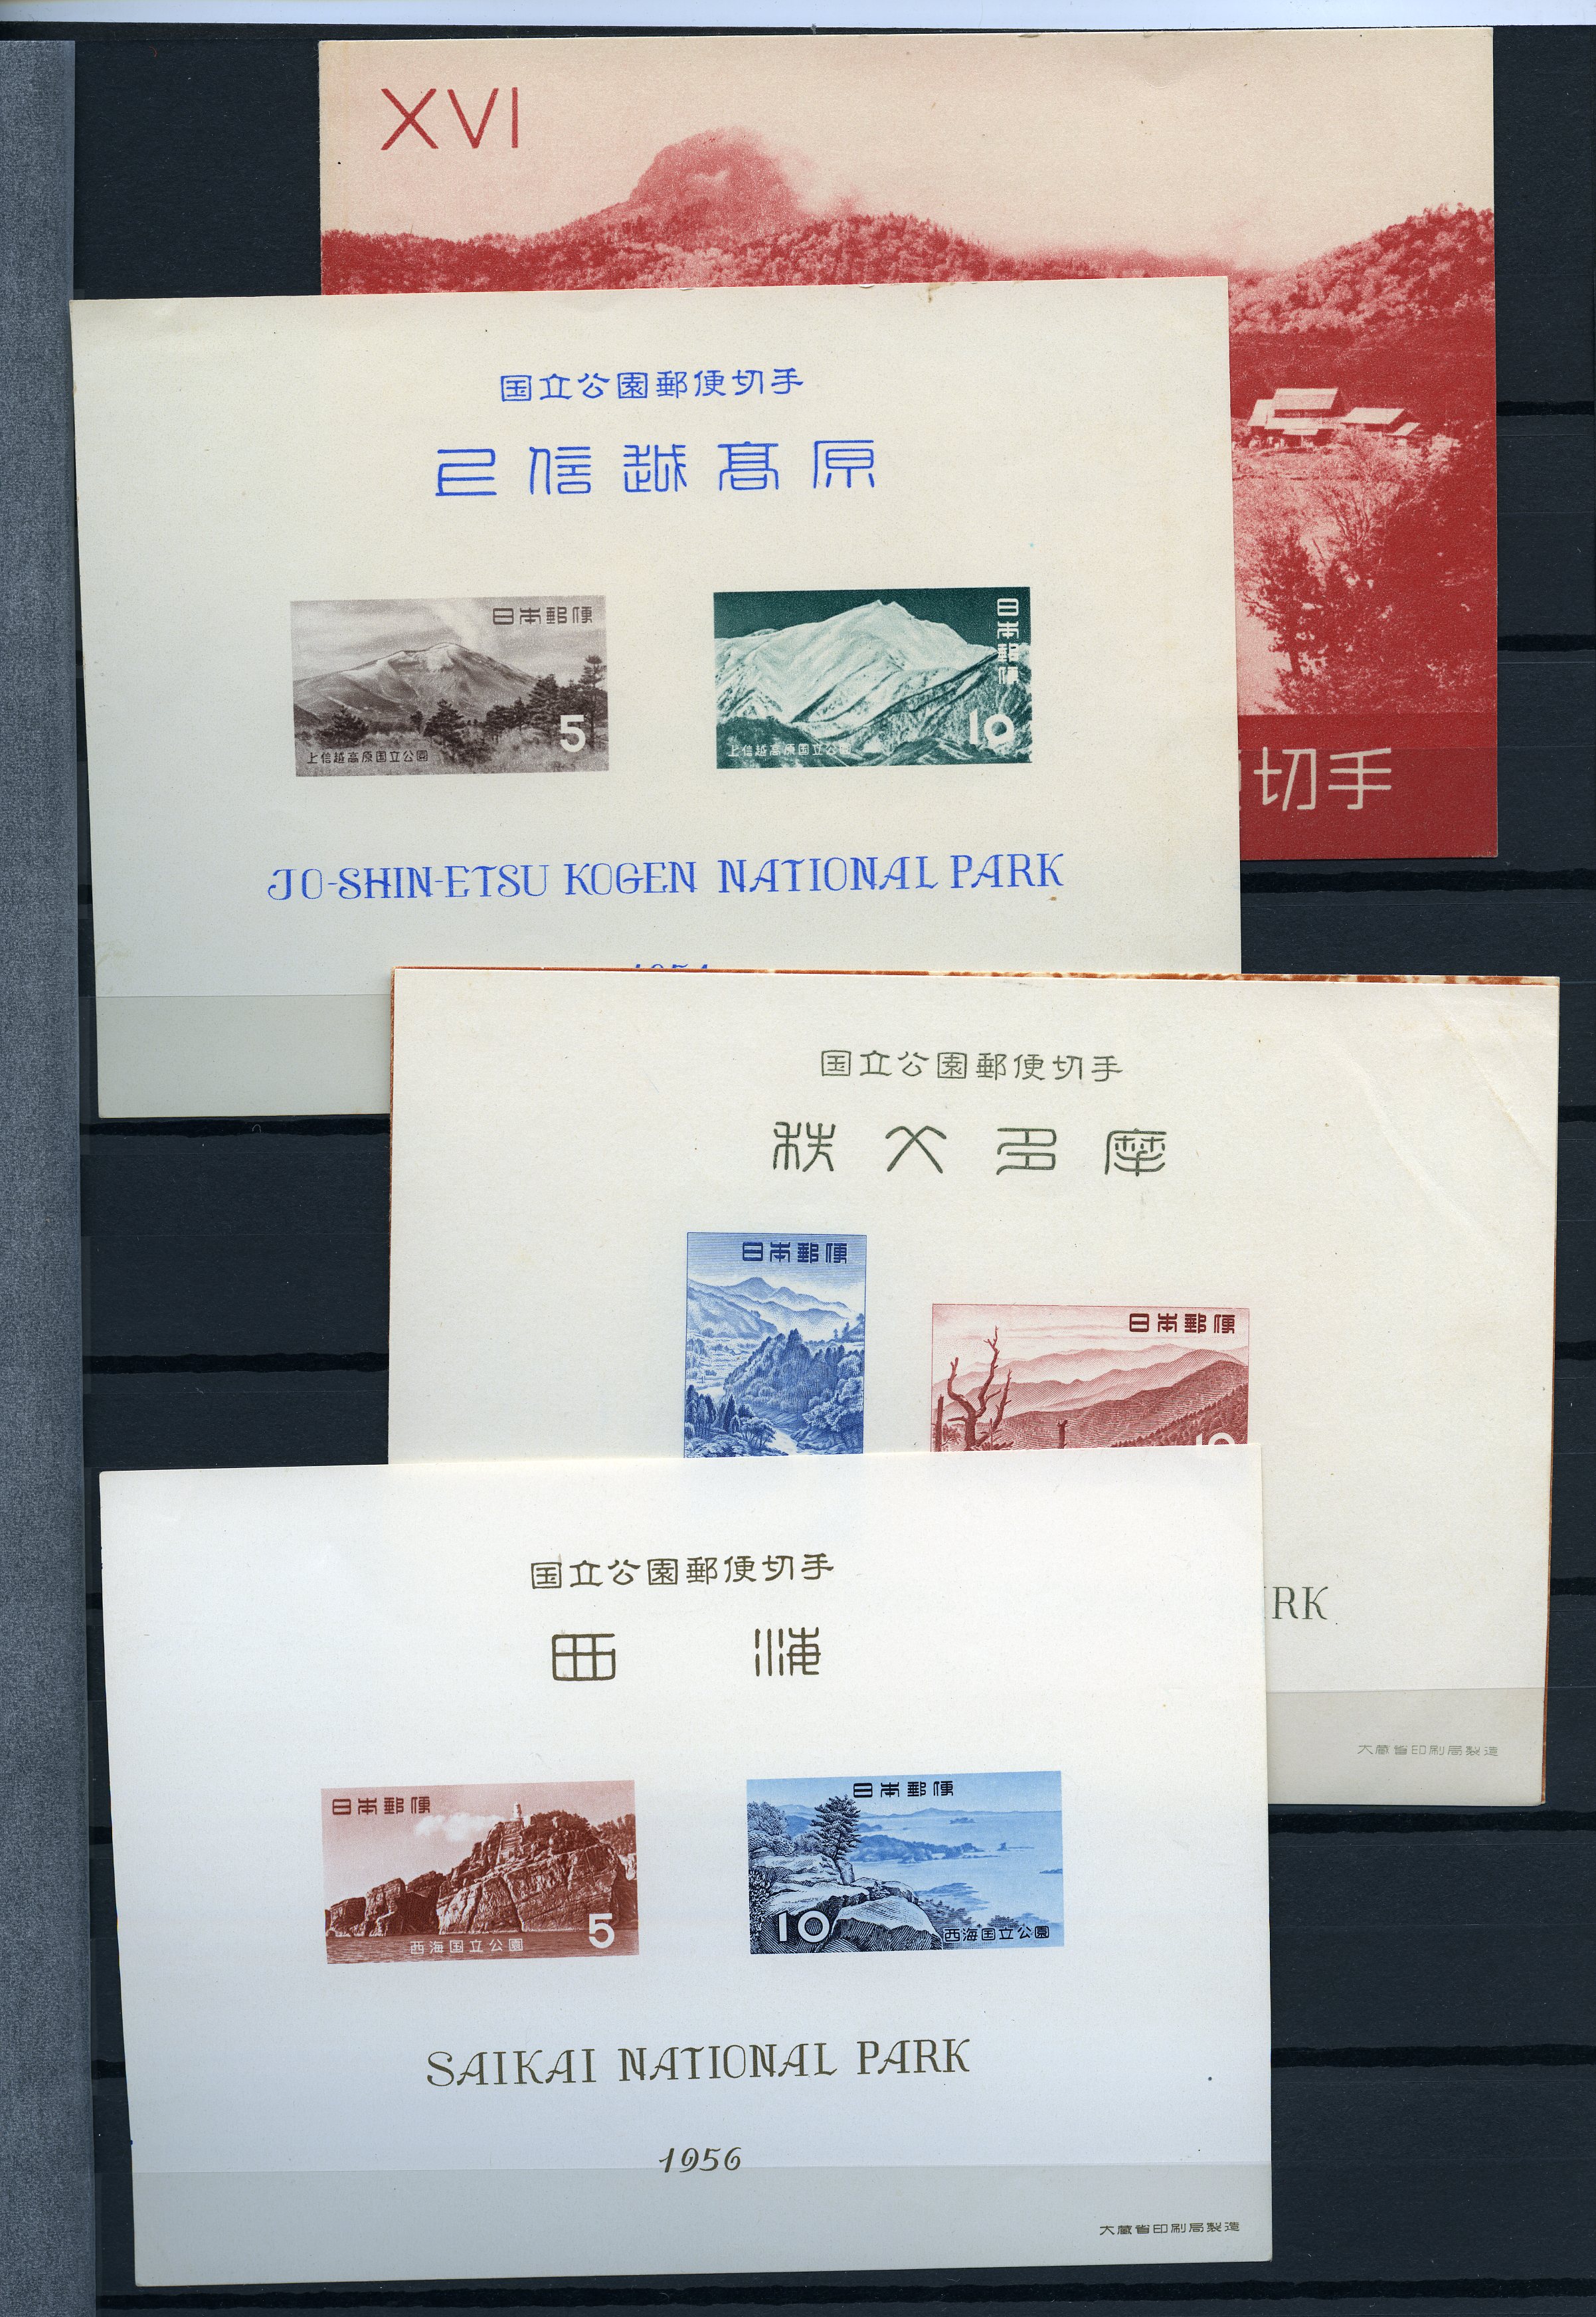 XVI
切手
国立公園郵便切手
上信越高原
日本郵便
5
上信越高原国立公園
日本郵便
10
上信越高原国立公園
JO-SHIN-ETSU KOGEN NATIONAL PARK
国立公園郵便切手
秩父多摩
日本郵便
日本郵便
10
RK
大蔵省印刷局製造
国立公園郵便切手
西海
日本郵便
5
西海国立公園
日本郵便
10
西海国立公園
SAIKAI NATIONAL PARK
1956
大蔵省印刷局製造